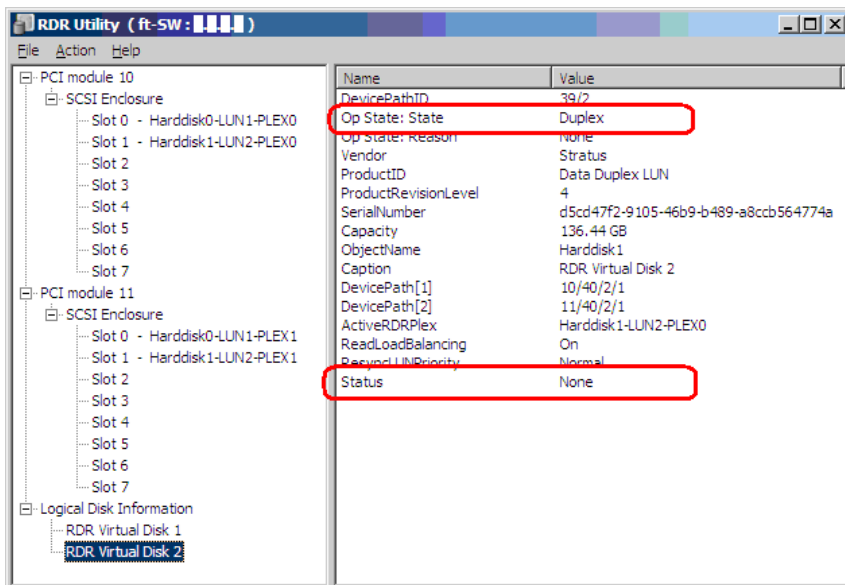 RDR Utility ( ft-SW : )
File Action Help
PCI module 10
SCSI Enclosure
Slot 0 - Harddisk0-LUN1-PLEX0
Slot 1 - Harddisk1-LUN2-PLEX0
Slot 2
Slot 3
Slot 4
Slot 5
Slot 6
Slot 7
PCI module 11
SCSI Enclosure
Slot 0 - Harddisk0-LUN1-PLEX1
Slot 1 - Harddisk1-LUN2-PLEX1
Slot 2
Slot 3
Slot 4
Slot 5
Slot 6
Slot 7
Logical Disk Information
RDR Virtual Disk 1
RDR Virtual Disk 2
Name Value
DevicePathID 39/2
Op State: State Duplex
Op State: Reason None
Vendor Stratus
ProductID Data Duplex LUN
ProductRevisionLevel 4
SerialNumber d5cd47f2-9105-46b9-b489-a8ccb564774a
Capacity 136.44 GB
ObjectName Harddisk1
Caption RDR Virtual Disk 2
DevicePath[1] 10/40/2/1
DevicePath[2] 11/40/2/1
ActiveRDRPlex Harddisk1-LUN2-PLEX0
ReadLoadBalancing On
ResyncLUNPriority Normal
Status None